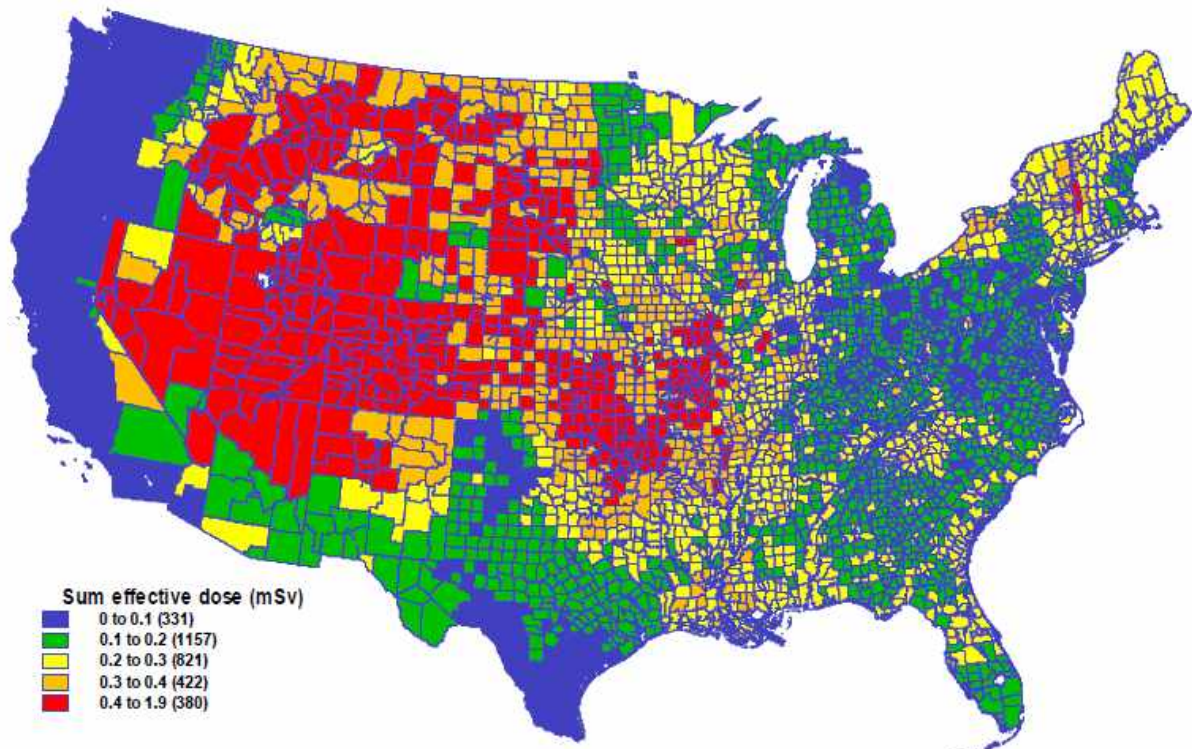 Sum effective dose (mSv)
0 to 0.1 (331)
0.1 to 0.2 (1157)
0.2 to 0.3 (821)
0.3 to 0.4 (422)
0.4 to 1.9 (380)